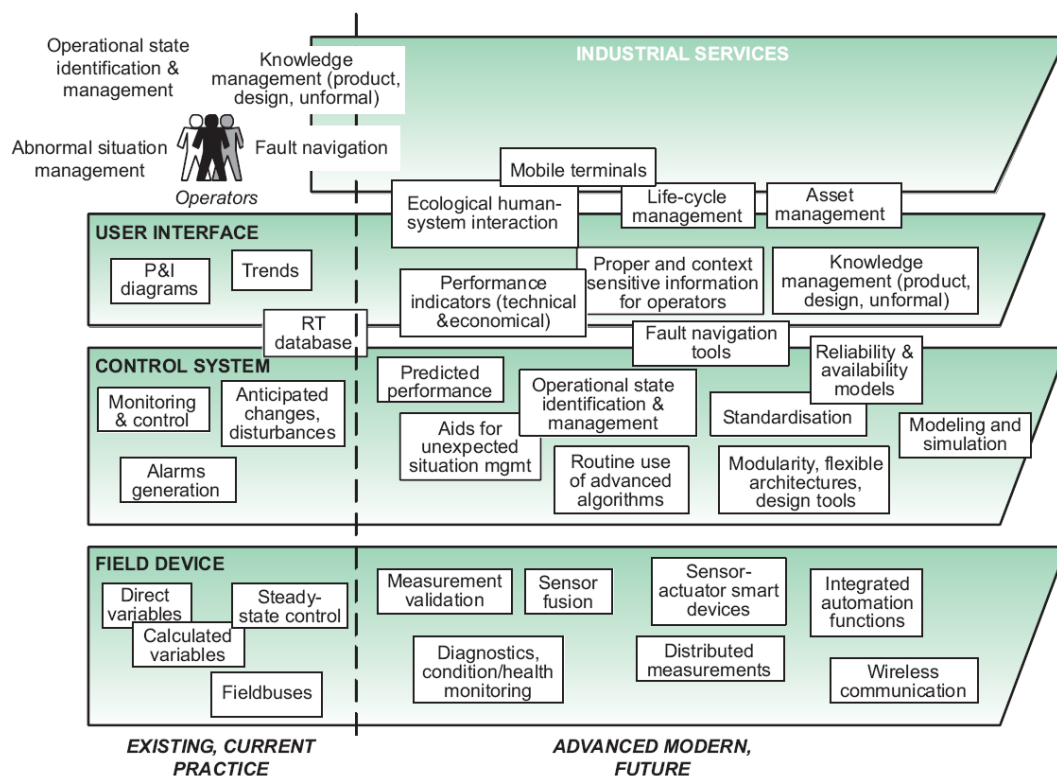 Operational state
identification &
management
Knowledge
management (product,
design, unformal)
INDUSTRIAL SERVICES
Abnormal situation
management
Fault navigation
Operators
Mobile terminals
Ecological human-
system interaction
Life-cycle
management
Asset
management
USER INTERFACE
P&I
diagrams
Trends
Performance
indicators (technical
&economical)
Proper and context
sensitive information
for operators
Knowledge
management (product,
design, unformal)
RT
database
Fault navigation
tools
CONTROL SYSTEM
Monitoring
& control
Anticipated
changes,
disturbances
Alarms
generation
Predicted
performance
Operational state
identification &
management
Reliability &
availability
models
Standardisation
Modeling and
simulation
Aids for
unexpected
situation mgmt
Routine use
of advanced
algorithms
Modularity, flexible
architectures,
design tools
FIELD DEVICE
Direct
variables
Steady-
state control
Calculated
variables
Fieldbuses
Measurement
validation
Sensor
fusion
Sensor-
actuator smart
devices
Integrated
automation
functions
Diagnostics,
condition/health
monitoring
Distributed
measurements
Wireless
communication
EXISTING, CURRENT
PRACTICE
ADVANCED MODERN,
FUTURE